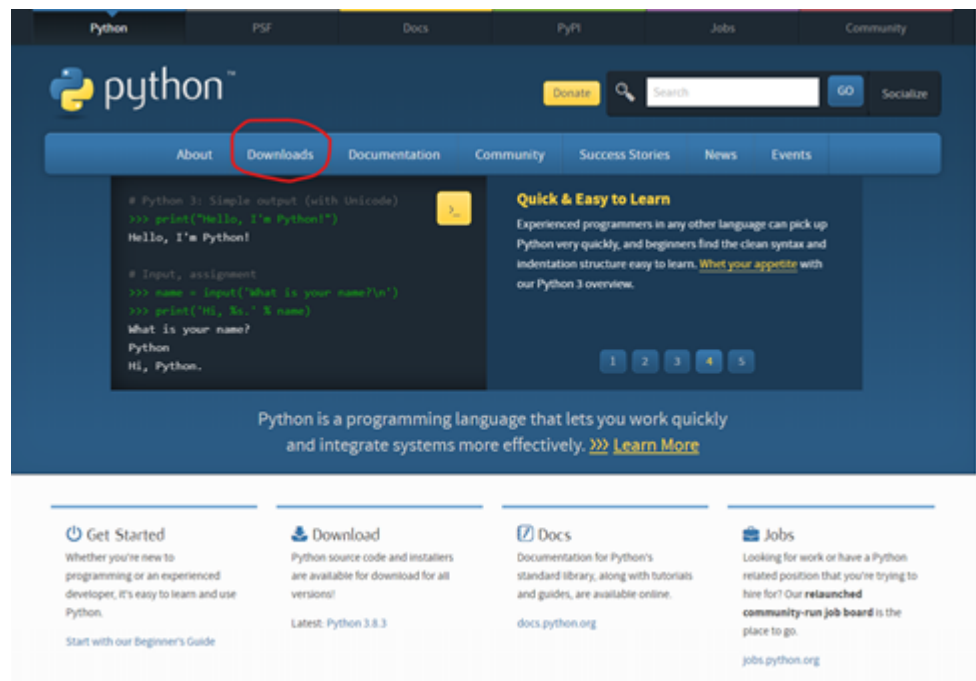 Python PSF Docs PyPI Jobs Community
python™
Donate Search GO Socialize
About Downloads Documentation Community Success Stories News Events
# Python 3: Simple output (with Unicode)
>>> print("Hello, I'm Python!")
Hello, I'm Python!
# Input, assignment
>>> name = input('What is your name?\n')
>>> print('Hi, %s.' % name)
What is your name?
Python
Hi, Python.
>_
Quick & Easy to Learn
Experienced programmers in any other language can pick up
Python very quickly, and beginners find the clean syntax and
indentation structure easy to learn. Whet your appetite with
our Python 3 overview.
1 2 3 4 5
Python is a programming language that lets you work quickly
and integrate systems more effectively. >>> Learn More
Get Started
Whether you're new to
programming or an experienced
developer, it's easy to learn and use
Python.
Start with our Beginner's Guide
Download
Python source code and installers
are available for download for all
versions!
Latest: Python 3.8.3
Docs
Documentation for Python's
standard library, along with tutorials
and guides, are available online.
docs.python.org
Jobs
Looking for work or have a Python
related position that you're trying to
hire for? Our relaunched
community-run job board is the
place to go.
jobs.python.org